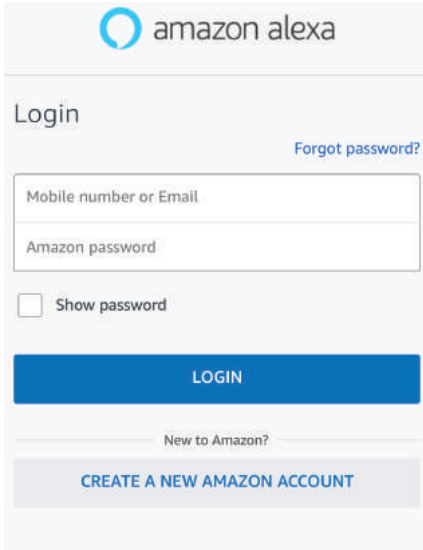 amazon alexa
Login
Forgot password?
Mobile number or Email
Amazon password
Show password
LOGIN
New to Amazon?
CREATE A NEW AMAZON ACCOUNT